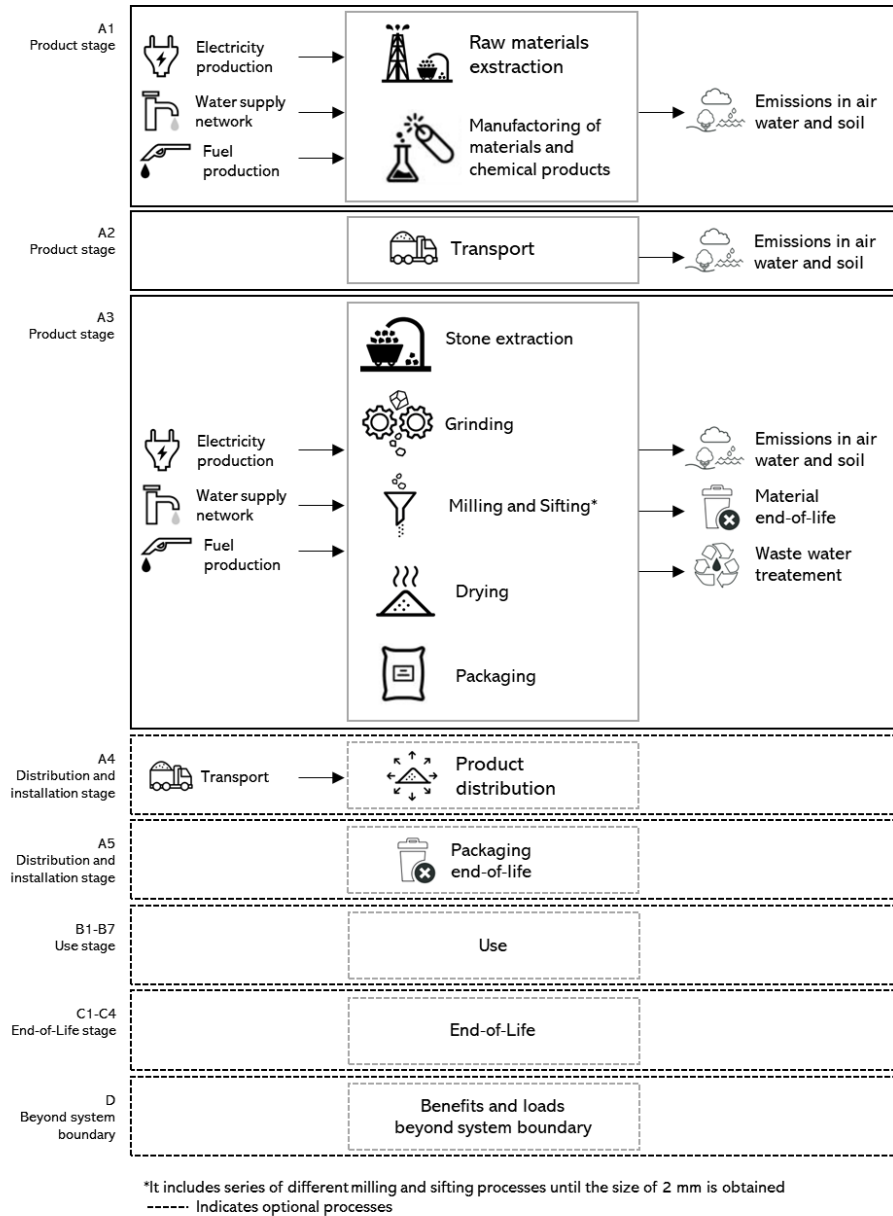 A1
Product stage
Electricity
production
Water supply
network
Fuel
production
Raw materials
exstraction
Manufactoring of
materials and
chemical products
Emissions in air
water and soil
A2
Product stage
Transport
Emissions in air
water and soil
A3
Product stage
Electricity
production
Water supply
network
Fuel
production
Stone extraction
Grinding
Milling and Sifting*
Drying
Packaging
Emissions in air
water and soil
Material
end-of-life
Waste water
treatement
A4
Distribution and
installation stage
Transport
Product
distribution
A5
Distribution and
installation stage
Packaging
end-of-life
B1-B7
Use stage
Use
C1-C4
End-of-Life stage
End-of-Life
D
Beyond system
boundary
Benefits and loads
beyond system boundary
*It includes series of different milling and sifting processes until the size of 2 mm is obtained
------- Indicates optional processes